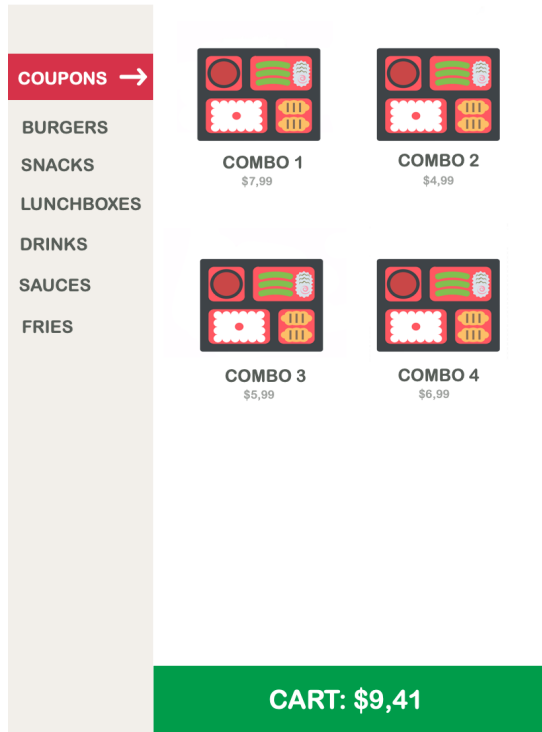 COUPONS
BURGERS
SNACKS
LUNCHBOXES
DRINKS
SAUCES
FRIES
COMBO 1
$7,99
COMBO 2
$4,99
COMBO 3
$5,99
COMBO 4
$6,99
CART: $9,41